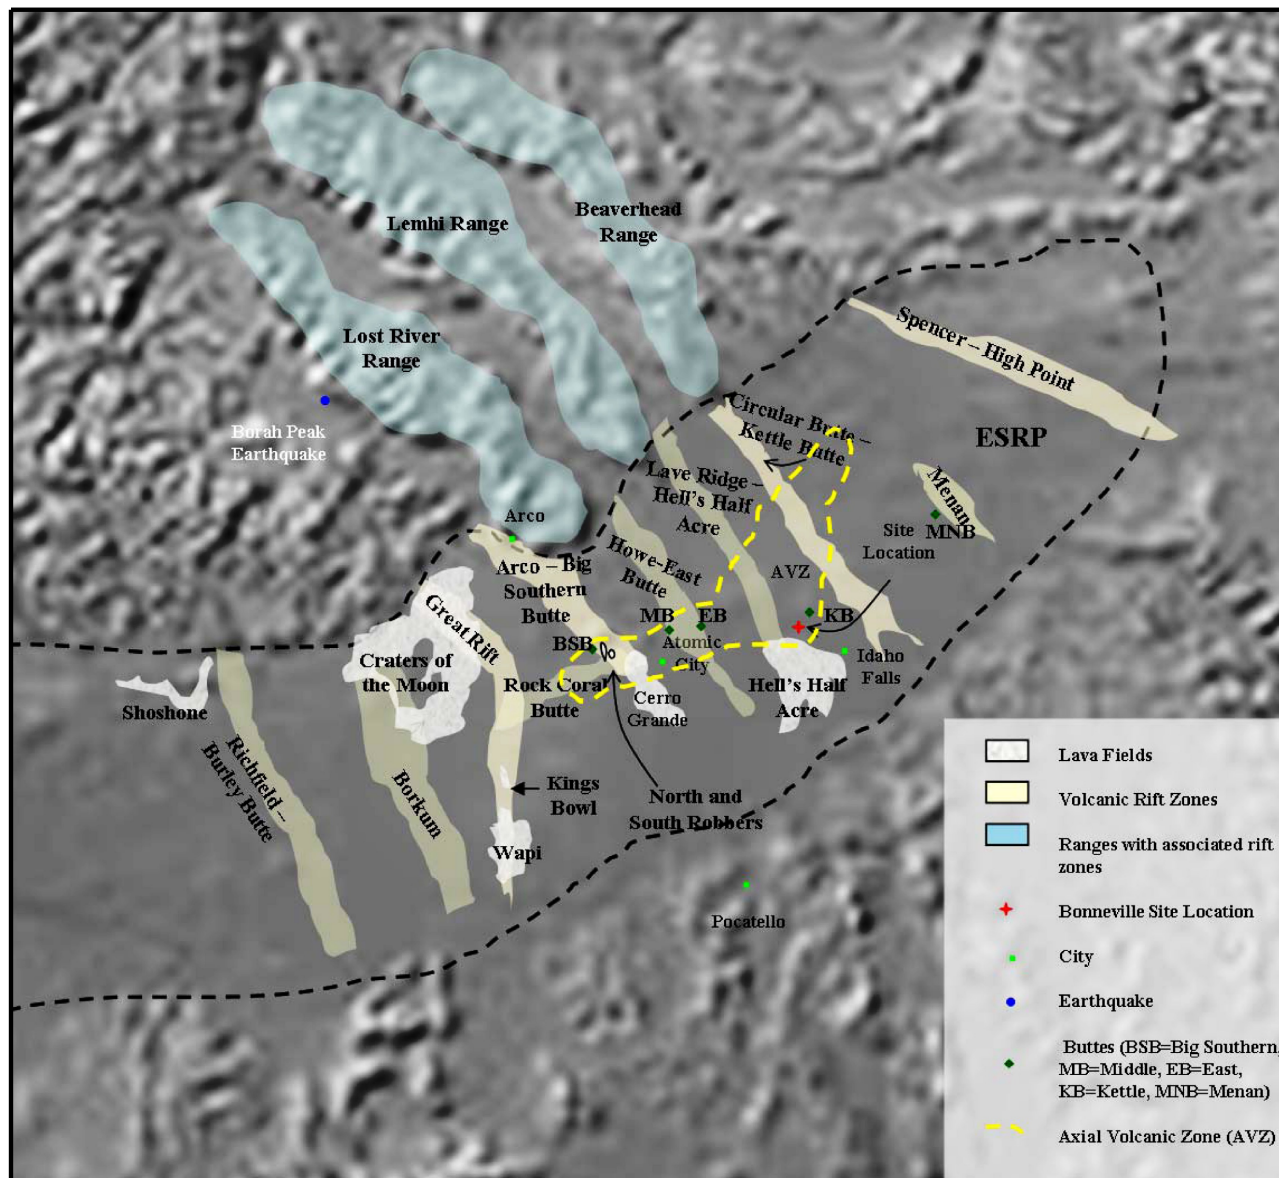 Beaverhead
Range
Lemhi Range
Lost River
Range
Borah Peak
Earthquake
Spencer – High Point
ESRP
Circular Butte –
Kettle Butte
Lave Ridge –
Hell's Half
Acre
Menan
MNB
Site
Location
Arco
Arco – Big
Southern
Butte
Howe-East
Butte
AVZ
Great Rift
MB
EB
KB
BSB
Atomic
City
Idaho
Falls
Craters of
the Moon
Rock Coral
Butte
Cerro
Grande
Hell's Half
Acre
Shoshone
Richfield –
Burley Butte
Borkum
Kings
Bowl
North and
South Robbers
Wapi
Pocatello
Lava Fields
Volcanic Rift Zones
Ranges with associated rift
zones
Bonneville Site Location
City
Earthquake
Buttes (BSB=Big Southern,
MB=Middle, EB=East,
KB=Kettle, MNB=Menan)
Axial Volcanic Zone (AVZ)